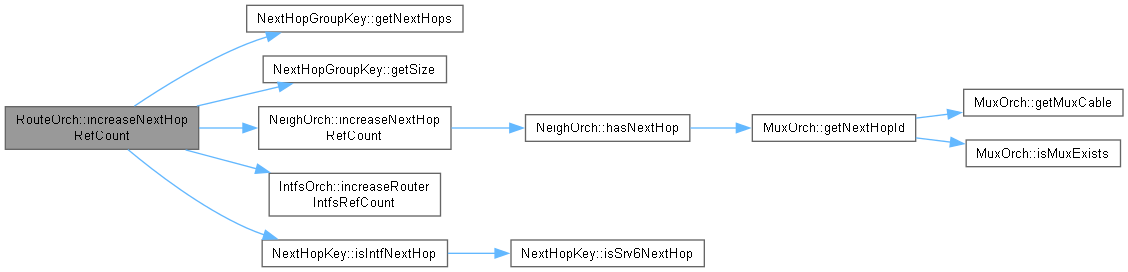 RouteOrch::increaseNextHop
RefCount
NextHopGroupKey::getNextHops
NextHopGroupKey::getSize
NeighOrch::increaseNextHop
RefCount
IntfsOrch::increaseRouter
IntfsRefCount
NextHopKey::isIntfNextHop
NeighOrch::hasNextHop
NextHopKey::isSrv6NextHop
MuxOrch::getNextHopId
MuxOrch::getMuxCable
MuxOrch::isMuxExists